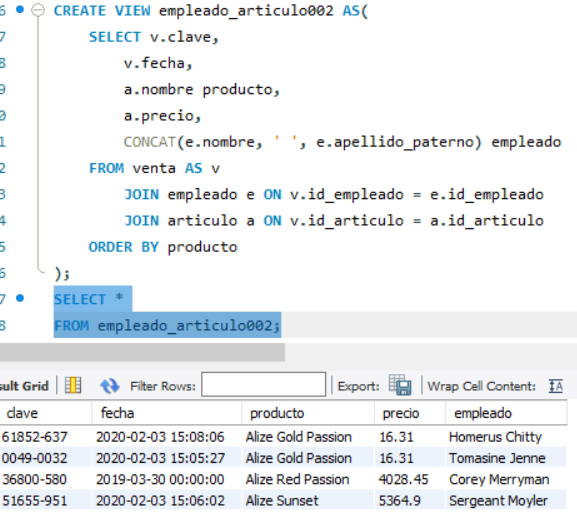 6 CREATE VIEW empleado_articulo002 AS(
7 SELECT v.clave,
8 v.fecha,
9 a.nombre producto,
0 a.precio,
1 CONCAT(e.nombre, ' ', e.apellido_paterno) empleado
2 FROM venta AS v
3 JOIN empleado e ON v.id_empleado = e.id_empleado
4 JOIN articulo a ON v.id_articulo = a.id_articulo
5 ORDER BY producto
6 );
7 SELECT *
8 FROM empleado_articulo002;
sult Grid Filter Rows: Export: Wrap Cell Content:
clave fecha producto precio empleado
61852-637 2020-02-03 15:08:06 Alize Gold Passion 16.31 Homerus Chitty
0049-0032 2020-02-03 15:05:27 Alize Gold Passion 16.31 Tomasine Jenne
36800-580 2019-03-30 00:00:00 Alize Red Passion 4028.45 Corey Merryman
51655-951 2020-02-03 15:06:02 Alize Sunset 5364.9 Sergeant Moyler